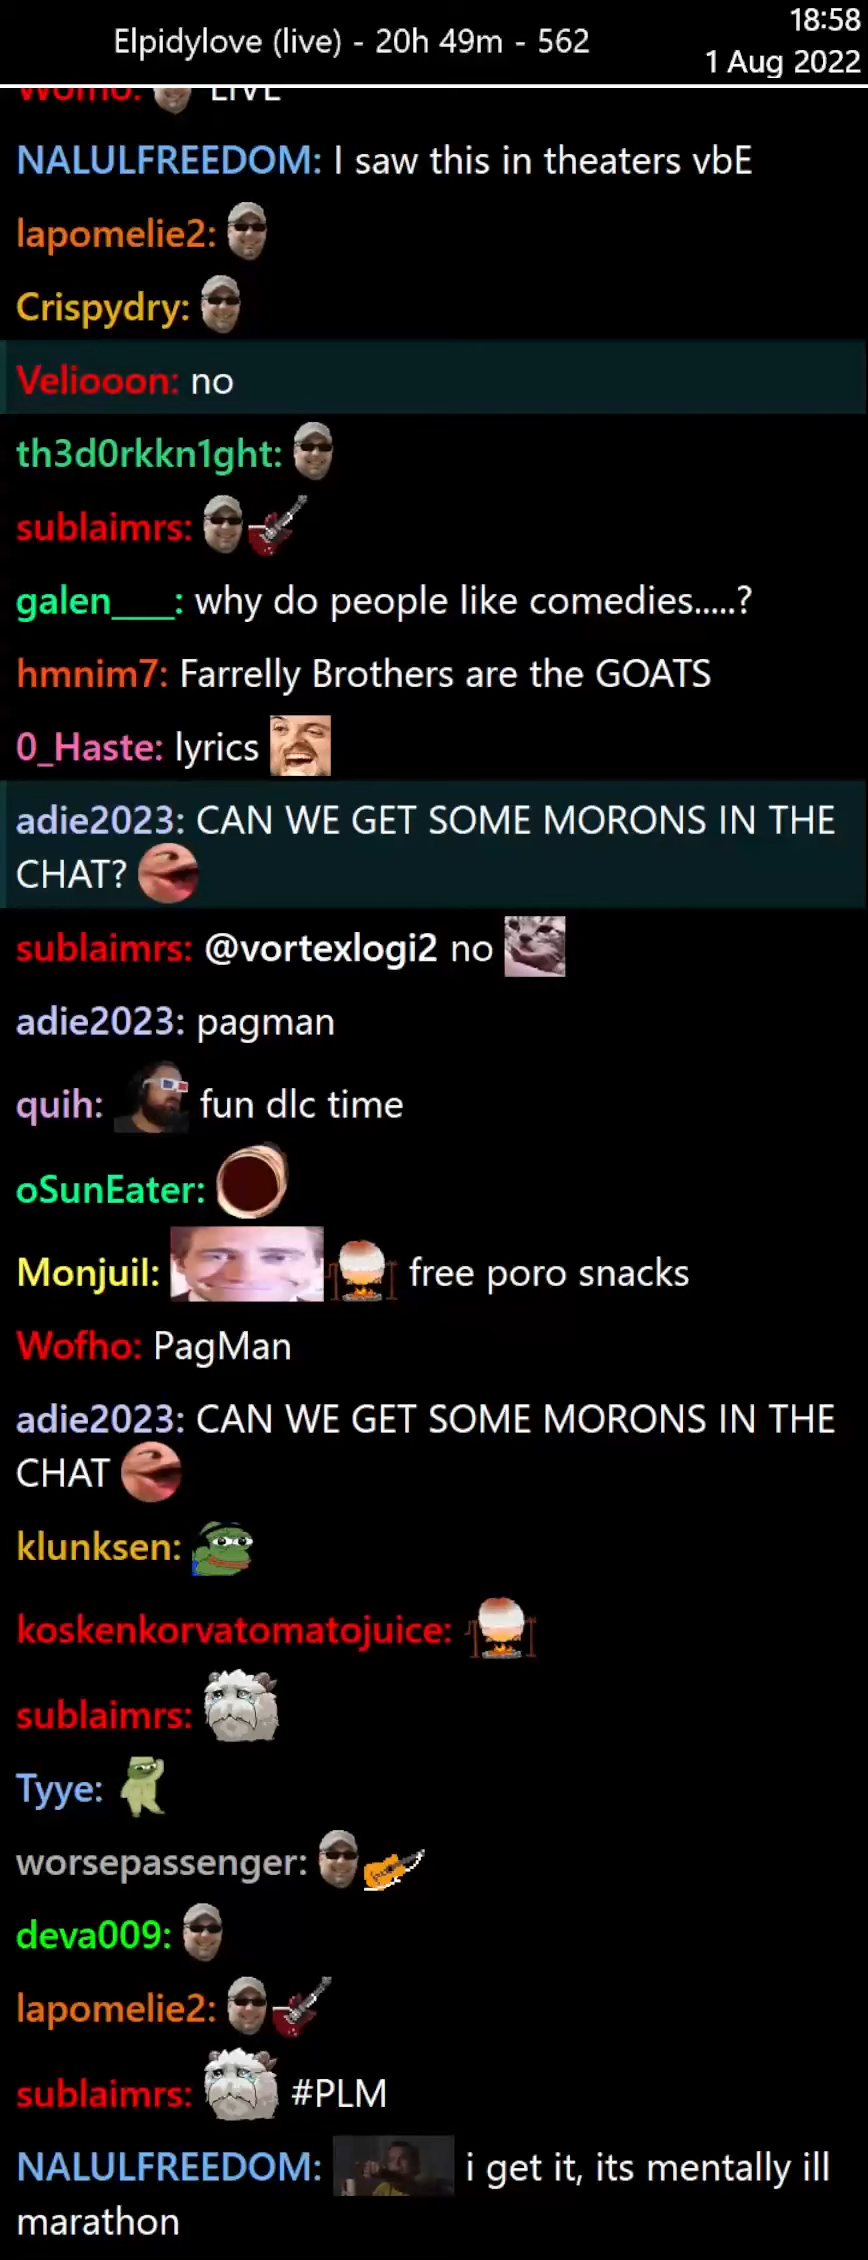 18:58
Elpidylove (live) - 20h 49m - 562
1 Aug 2022
Wofho: LIVE
NALULFREEDOM: I saw this in theaters vbE
lapomelie2:
Crispydry:
Veliooon: no
th3d0rkkn1ght:
sublaimrs:
galen____: why do people like comedies.....?
hmnim7: Farrelly Brothers are the GOATS
0_Haste: lyrics
adie2023: CAN WE GET SOME MORONS IN THE
CHAT?
sublaimrs: @vortexlogi2 no
adie2023: pagman
quih: fun dlc time
oSunEater:
Monjuil: free poro snacks
Wofho: PagMan
adie2023: CAN WE GET SOME MORONS IN THE
CHAT
klunksen:
koskenkorvatomatojuice:
sublaimrs:
Tyye:
worsepassenger:
deva009:
lapomelie2:
sublaimrs: #PLM
NALULFREEDOM: i get it, its mentally ill
marathon